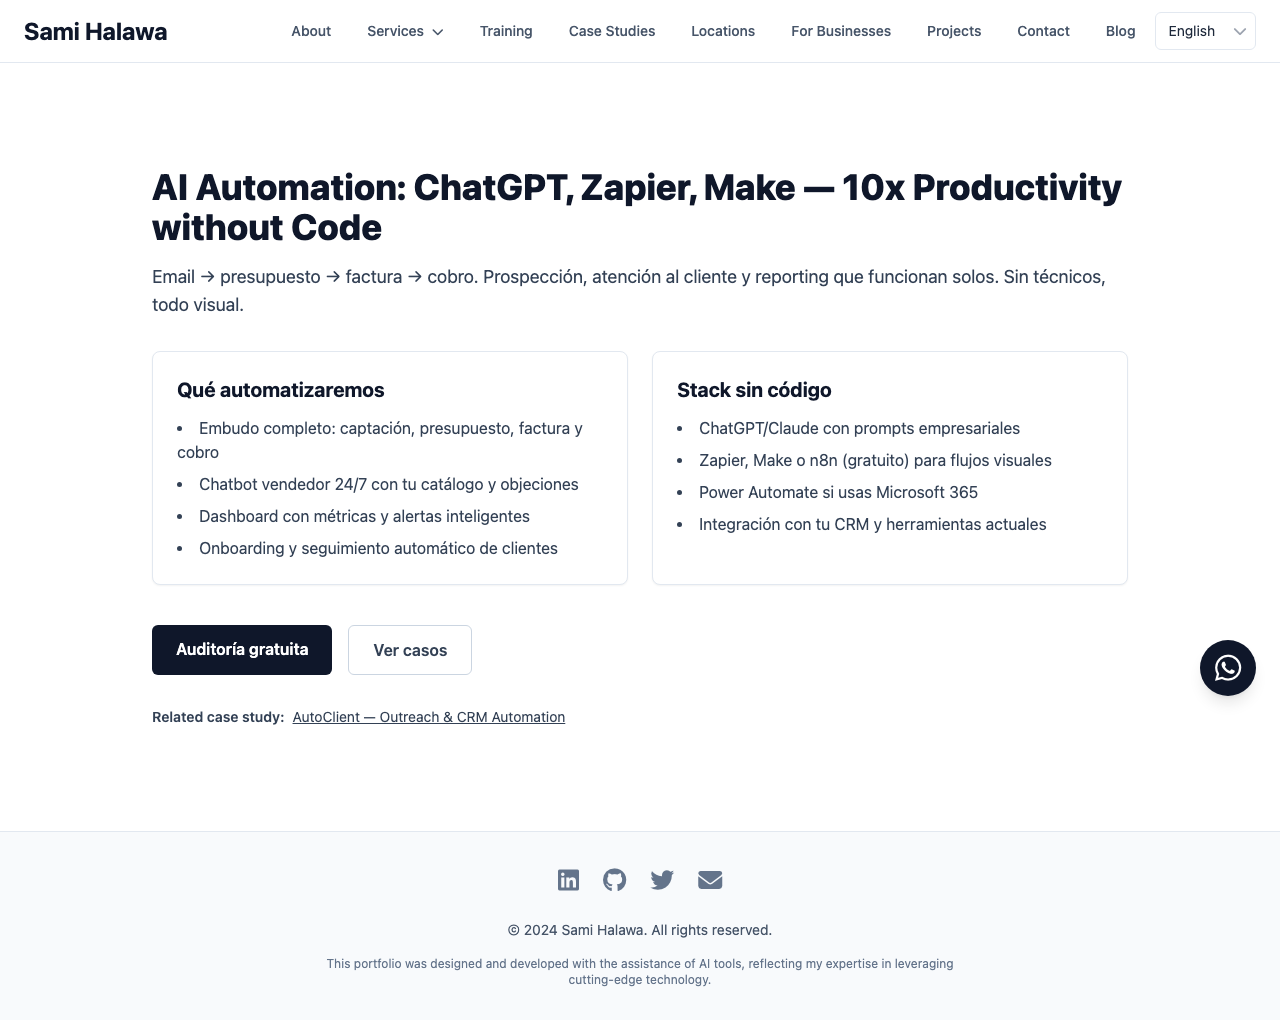 Sami Halawa
About
Services
Training
Case Studies
Locations
For Businesses
Projects
Contact
Blog
English
AI Automation: ChatGPT, Zapier, Make — 10x Productivity
without Code
Email → presupuesto → factura → cobro. Prospección, atención al cliente y reporting que funcionan solos. Sin técnicos,
todo visual.
Qué automatizaremos
• Embudo completo: captación, presupuesto, factura y
cobro
• Chatbot vendedor 24/7 con tu catálogo y objeciones
• Dashboard con métricas y alertas inteligentes
• Onboarding y seguimiento automático de clientes
Stack sin código
• ChatGPT/Claude con prompts empresariales
• Zapier, Make o n8n (gratuito) para flujos visuales
• Power Automate si usas Microsoft 365
• Integración con tu CRM y herramientas actuales
Auditoría gratuita
Ver casos
Related case study: AutoClient — Outreach & CRM Automation
© 2024 Sami Halawa. All rights reserved.
This portfolio was designed and developed with the assistance of AI tools, reflecting my expertise in leveraging
cutting-edge technology.